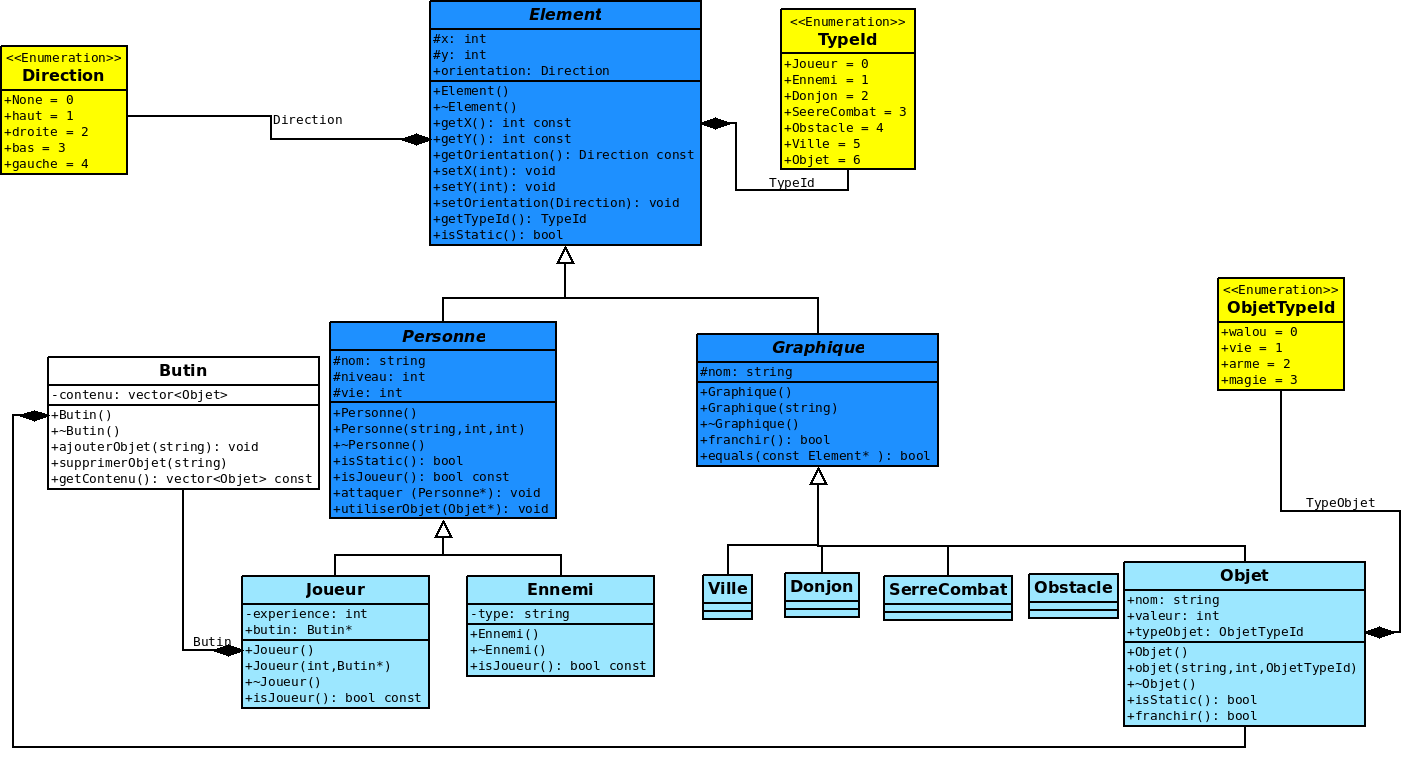 <<Enumeration>>
Direction
+None = 0
+haut = 1
+droite = 2
+bas = 3
+gauche = 4
Direction
Element
#x: int
#y: int
+orientation: Direction
+Element()
+~Element()
+getX(): int const
+getY(): int const
+getOrientation(): Direction const
+setX(int): void
+setY(int): void
+setOrientation(Direction): void
+getTypeId(): TypeId
+isStatic(): bool
<<Enumeration>>
TypeId
+Joueur = 0
+Ennemi = 1
+Donjon = 2
+SeereCombat = 3
+Obstacle = 4
+Ville = 5
+Objet = 6
TypeId
<<Enumeration>>
ObjetTypeId
+walou = 0
+vie = 1
+arme = 2
+magie = 3
TypeObjet
Butin
-contenu: vector<Objet>
+Butin()
+~Butin()
+ajouterObjet(string): void
+supprimerObjet(string)
+getContenu(): vector<Objet> const
Butin
Personne
#nom: string
#niveau: int
#vie: int
+Personne()
+Personne(string,int,int)
+~Personne()
+isStatic(): bool
+isJoueur(): bool const
+attaquer (Personne*): void
+utiliserObjet(Objet*): void
Graphique
#nom: string
+Graphique()
+Graphique(string)
+~Graphique()
+franchir(): bool
+equals(const Element* ): bool
Joueur
-experience: int
+butin: Butin*
+Joueur()
+Joueur(int,Butin*)
+~Joueur()
+isJoueur(): bool const
Ennemi
-type: string
+Ennemi()
+~Ennemi()
+isJoueur(): bool const
Ville
Donjon
SerreCombat
Obstacle
Objet
+nom: string
+valeur: int
+typeObjet: ObjetTypeId
+Objet()
+objet(string,int,ObjetTypeId)
+~Objet()
+isStatic(): bool
+franchir(): bool